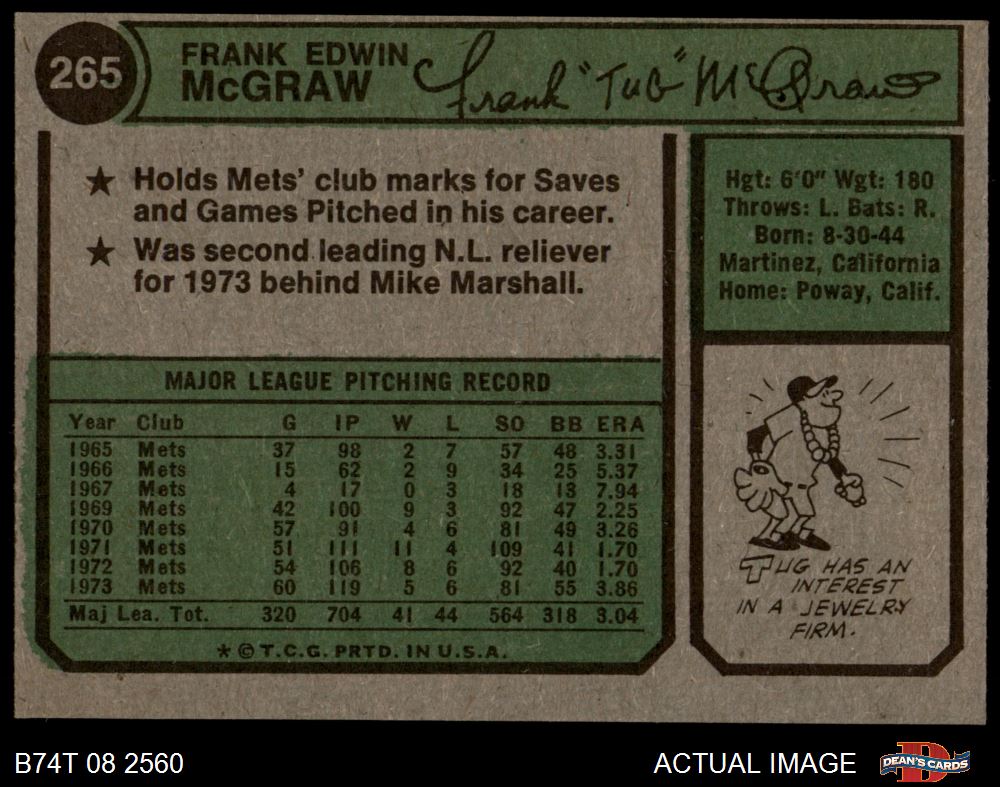 265
FRANK EDWIN
McGRAW
Frank "Tug" McGraw
★ Holds Mets' club marks for Saves
and Games Pitched in his career.
★ Was second leading N.L. reliever
for 1973 behind Mike Marshall.
Hgt: 6'0" Wgt: 180
Throws: L. Bats: R.
Born: 8-30-44
Martinez, California
Home: Poway, Calif.
MAJOR LEAGUE PITCHING RECORD
Year Club G IP W L SO BB ERA
1965 Mets 37 98 2 7 57 48 3.31
1966 Mets 15 62 2 9 34 25 5.37
1967 Mets 4 17 0 3 18 13 7.94
1969 Mets 42 100 9 3 92 47 2.25
1970 Mets 57 91 4 6 81 49 3.26
1971 Mets 51 111 11 4 109 41 1.70
1972 Mets 54 106 8 6 92 40 1.70
1973 Mets 60 119 5 6 81 55 3.86
Maj Lea. Tot. 320 704 41 44 564 318 3.04
* © T.C.G. PRTD. IN U.S.A.
TUG HAS AN
INTEREST
IN A JEWELRY
FIRM.
B74T 08 2560
ACTUAL IMAGE
DEAN'S CARDS